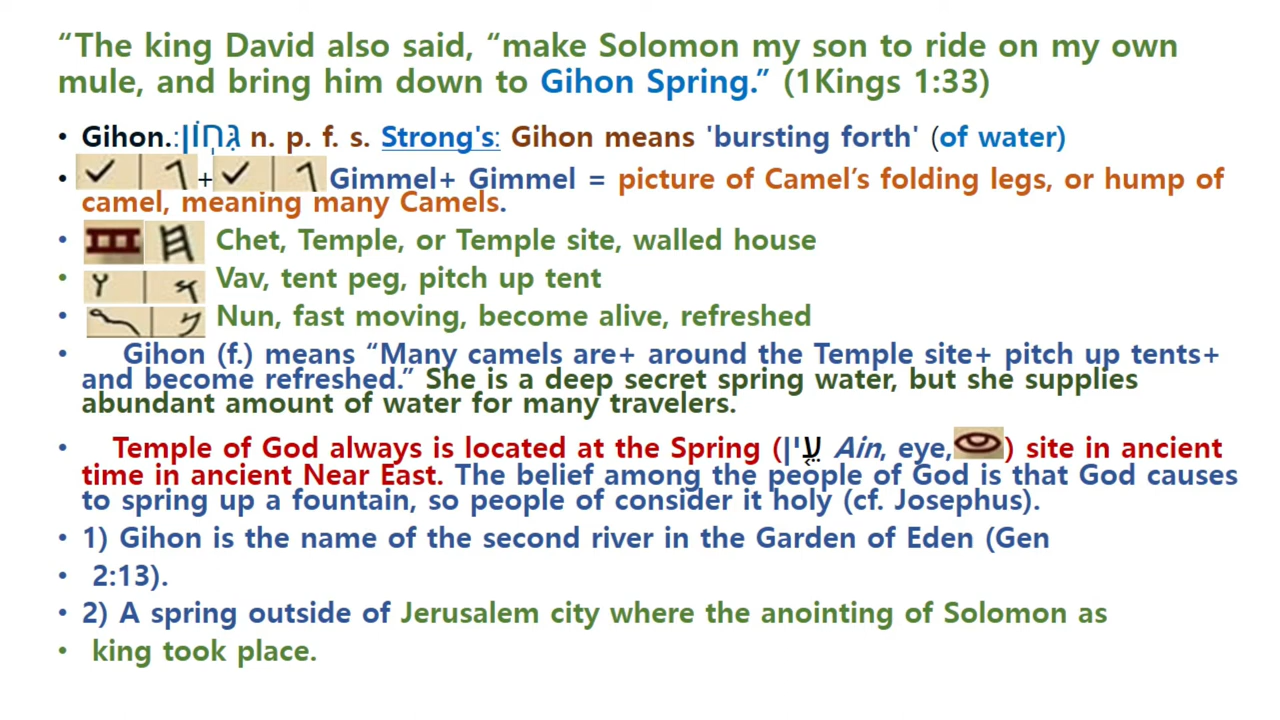 “The king David also said, “make Solomon my son to ride on my own
mule, and bring him down to Gihon Spring.” (1Kings 1:33)
• Gihon.:גִּחְוֹן n. p. f. s. Strong's: Gihon means 'bursting forth' (of water)
• + Gimmel+ Gimmel = picture of Camel’s folding legs, or hump of
camel, meaning many Camels.
• Chet, Temple, or Temple site, walled house
• Vav, tent peg, pitch up tent
• Nun, fast moving, become alive, refreshed
• Gihon (f.) means “Many camels are+ around the Temple site+ pitch up tents+
and become refreshed.” She is a deep secret spring water, but she supplies
abundant amount of water for many travelers.
• Temple of God always is located at the Spring (עֲֵין Ain, eye, ) site in ancient
time in ancient Near East. The belief among the people of God is that God causes
to spring up a fountain, so people of consider it holy (cf. Josephus).
• 1) Gihon is the name of the second river in the Garden of Eden (Gen
• 2:13).
• 2) A spring outside of Jerusalem city where the anointing of Solomon as
• king took place.